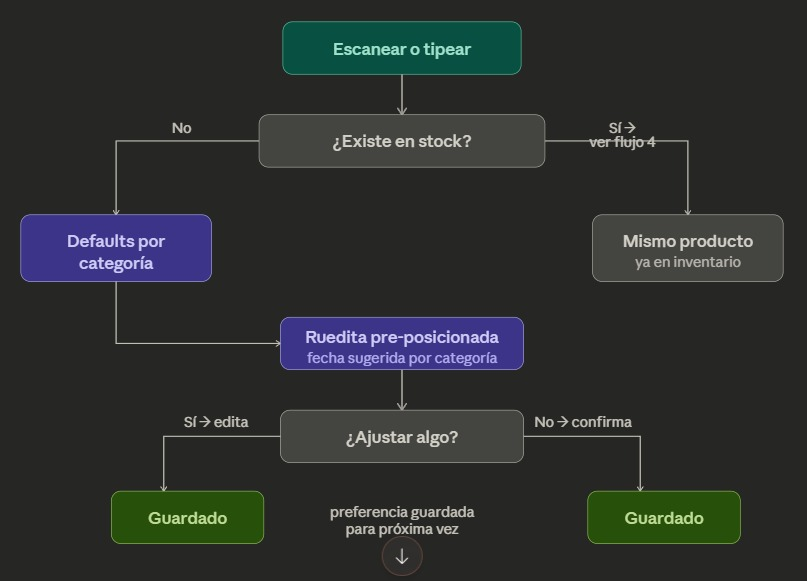 Escanear o tipear
No
Sí →
ver flujo 4
¿Existe en stock?
Defaults por
categoría
Mismo producto
ya en inventario
Ruedita pre-posicionada
fecha sugerida por categoría
Sí → edita
No → confirma
¿Ajustar algo?
Guardado
preferencia guardada
para próxima vez
Guardado